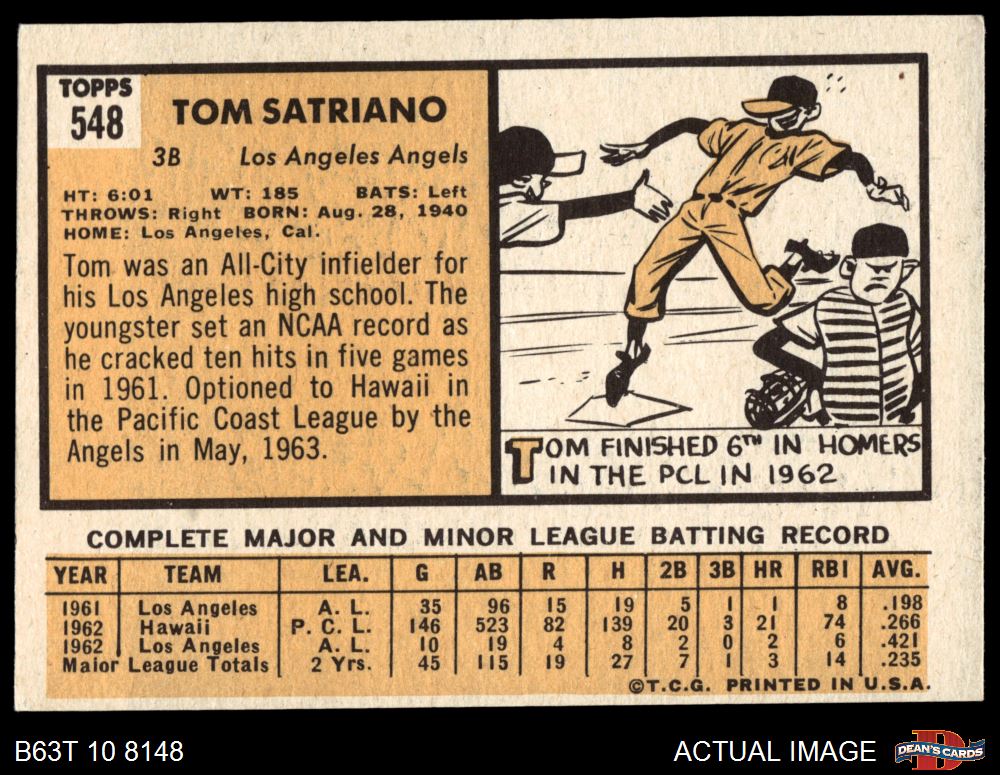 TOPPS
548
TOM SATRIANO
3B Los Angeles Angels
HT: 6:01 WT: 185 BATS: Left
THROWS: Right BORN: Aug. 28, 1940
HOME: Los Angeles, Cal.
Tom was an All-City infielder for
his Los Angeles high school. The
youngster set an NCAA record as
he cracked ten hits in five games
in 1961. Optioned to Hawaii in
the Pacific Coast League by the
Angels in May, 1963.
TOM FINISHED 6TH IN HOMERS
IN THE PCL IN 1962
COMPLETE MAJOR AND MINOR LEAGUE BATTING RECORD
YEAR TEAM LEA. G AB R H 2B 3B HR RBI AVG.
1961 Los Angeles A. L. 35 96 15 19 5 1 1 8 .198
1962 Hawaii P. C. L. 146 523 82 139 20 3 21 74 .266
1962 Los Angeles A. L. 10 19 4 8 2 0 2 6 .421
Major League Totals 2 Yrs. 45 115 19 27 7 1 3 14 .235
©T.C.G. PRINTED IN U.S.A.
B63T 10 8148 ACTUAL IMAGE DEAN'S CARDS